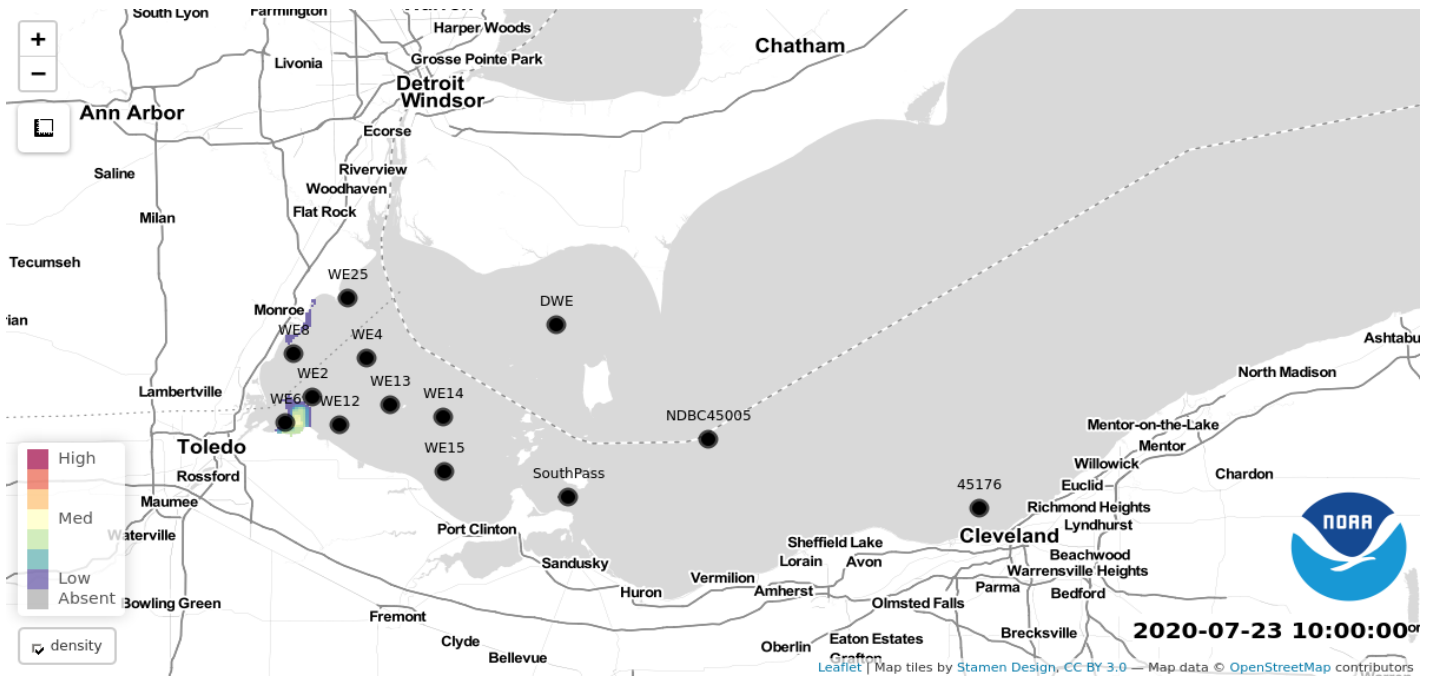 South Lyon
Farmington
Harper Woods
+
Livonia
Grosse Pointe Park
Chatham
−
Detroit
Windsor
Ann Arbor
Ecorse
Saline
Riverview
Woodhaven
Flat Rock
Milan
Tecumseh
WE25
DWE
Monroe
rian
WE8
WE4
Ashtabu
WE2
WE13
North Madison
Lambertville
WE14
WE6
WE12
NDBC45005
Mentor-on-the-Lake
Toledo
WE15
Mentor
High
Willowick
Rossford
SouthPass
45176
Euclid
Chardon
Maumee
Richmond Heights
Med
Port Clinton
Lyndhurst
NOAA
Waterville
Cleveland
Sheffield Lake
Beachwood
Sandusky
Lorain
Avon
Warrensville Heights
Low
Vermilion
Parma
Bedford
Absent
Huron
Amherst
Bowling Green
Olmsted Falls
Fremont
Brecksville
2020-07-23 10:00:00
density
Clyde
Oberlin
Eaton Estates
Bellevue
Grafton
Leaflet | Map tiles by Stamen Design, CC BY 3.0 — Map data © OpenStreetMap contributors